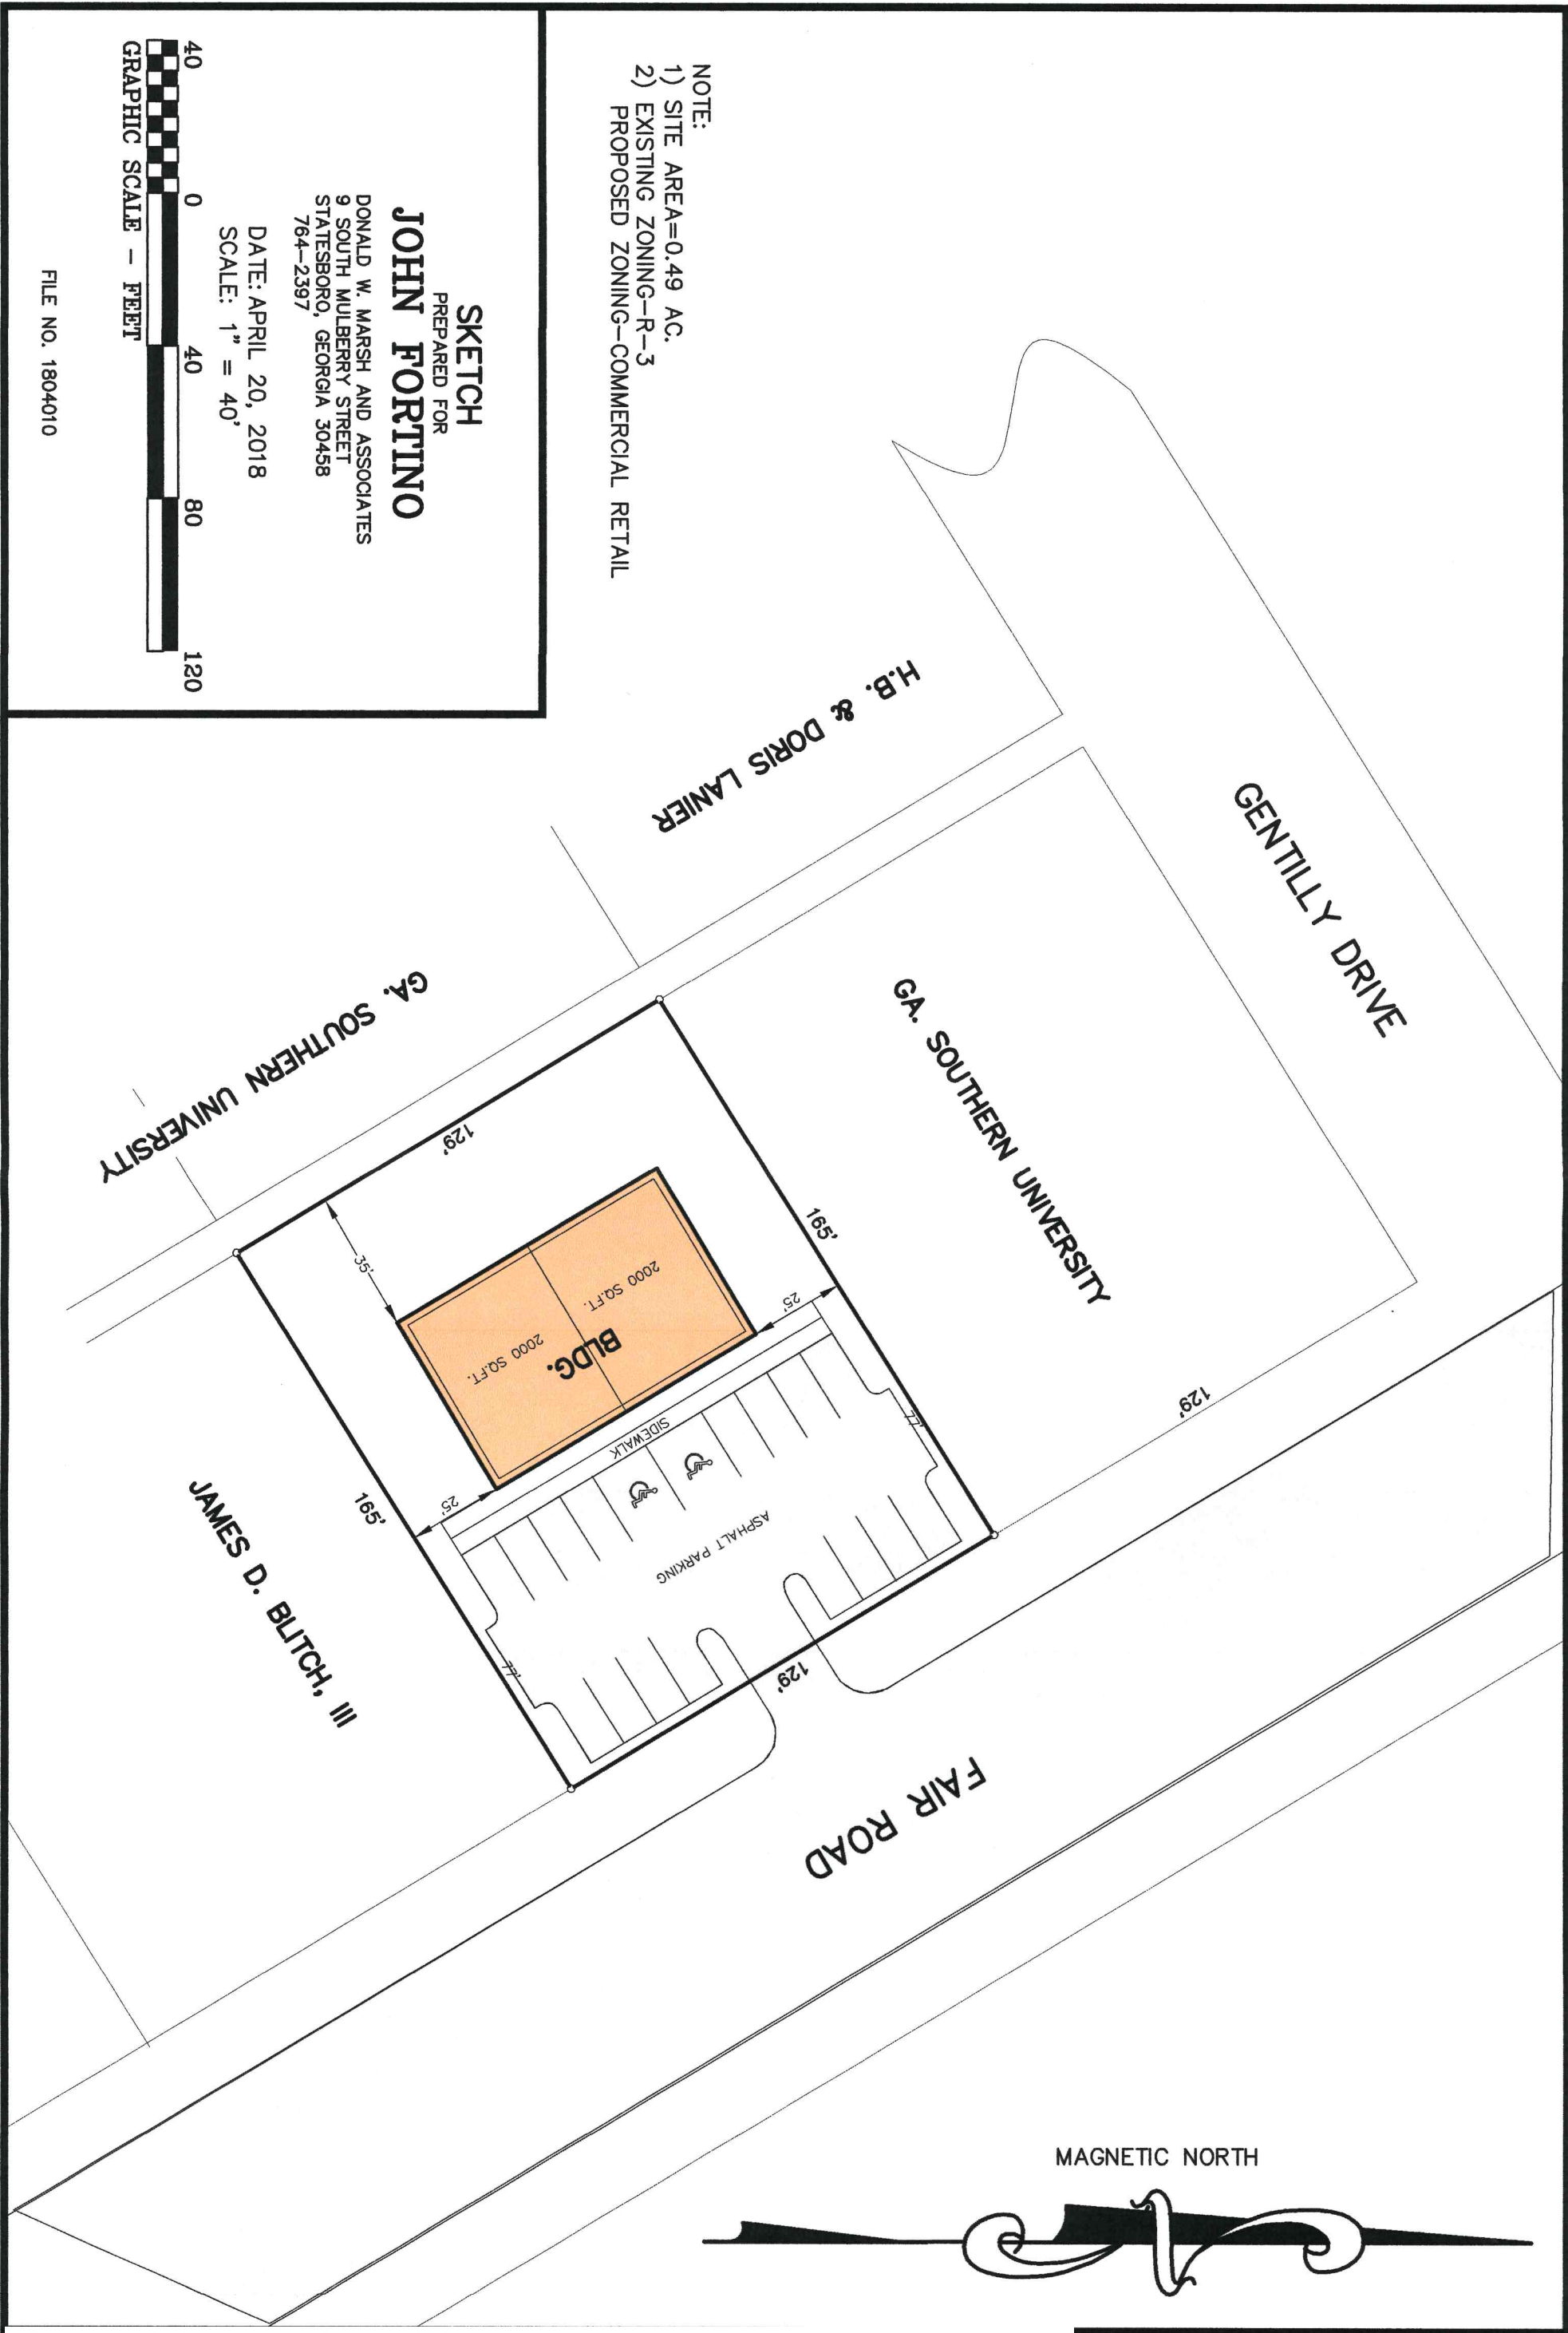 NOTE:
1) SITE AREA=0.49 AC.
2) EXISTING ZONING-R-3
PROPOSED ZONING-COMMERCIAL RETAIL
GENTILLY DRIVE
H.B. & DORIS LANIER
GA. SOUTHERN UNIVERSITY
GA. SOUTHERN UNIVERSITY
129'
165'
129'
35'
25'
2000 SQ.FT.
BLDG.
2000 SQ.FT.
SIDEWALK
22'
ASPHALT PARKING
25'
165'
22'
129'
JAMES D. BLITCH, III
FAIR ROAD
MAGNETIC NORTH
SKETCH
PREPARED FOR
JOHN FORTINO
DONALD W. MARSH AND ASSOCIATES
9 SOUTH MULBERRY STREET
STATESBORO, GEORGIA 30458
764-2397
DATE: APRIL 20, 2018
SCALE: 1" = 40'
40 0 40 80 120
GRAPHIC SCALE - FEET
FILE NO. 1804010